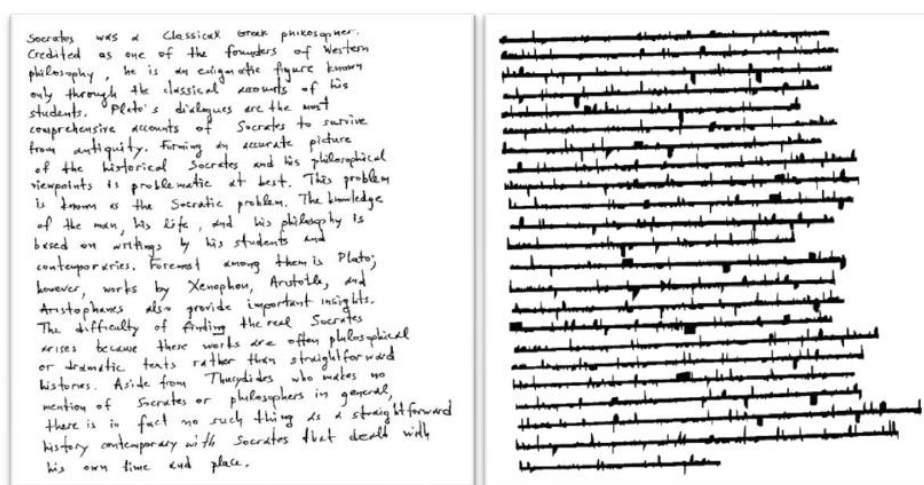 Socrates was a Classical Greek philosopher.
Credited as one of the founders of Western
philosophy, he is an enigmatic figure known
only through the classical accounts of his
students. Plato's dialogues are the most
comprehensive accounts of Socrates to survive
from antiquity. Forming an accurate picture
of the historical Socrates and his philosophical
viewpoints is problematic at best. This problem
is known as the Socratic problem. The knowledge
of the man, his life, and his philosophy is
based on writings by his students and
contemporaries. Foremost among them is Plato;
however, works by Xenophon, Aristotle, and
Aristophanes also provide important insights.
The difficulty of finding the real Socrates
arises because these works are often philosophical
or dramatic texts rather than straightforward
histories. Aside from Thucydides who makes no
mention of Socrates or philosophers in general,
there is in fact no such thing as a straightforward
history contemporary with Socrates that dealt with
his own time and place.